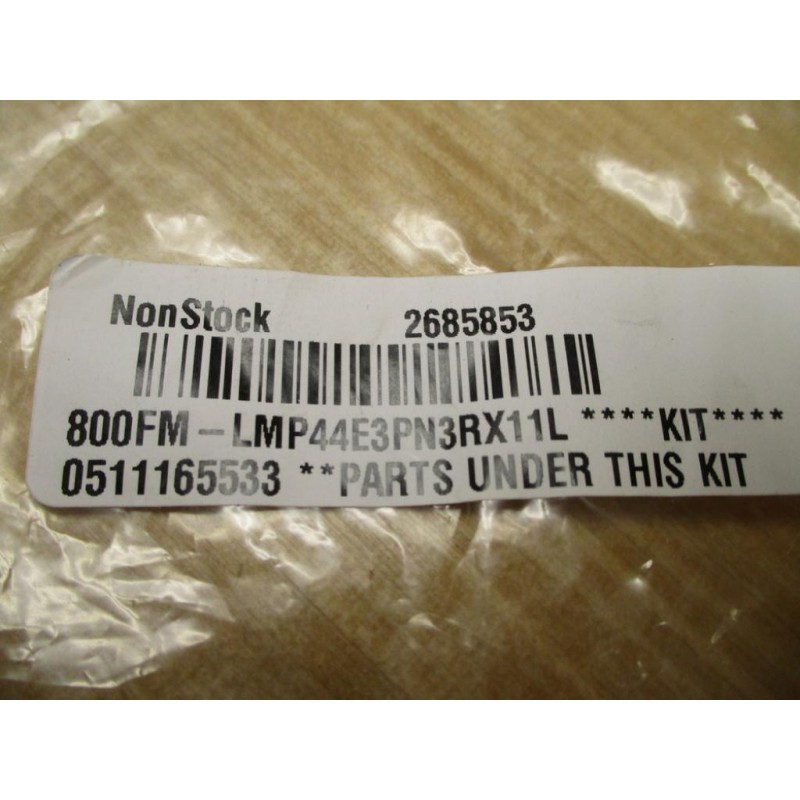 NonStock 2685853
800FM-LMP44E3PN3RX11L ****KIT****
0511165533 **PARTS UNDER THIS KIT